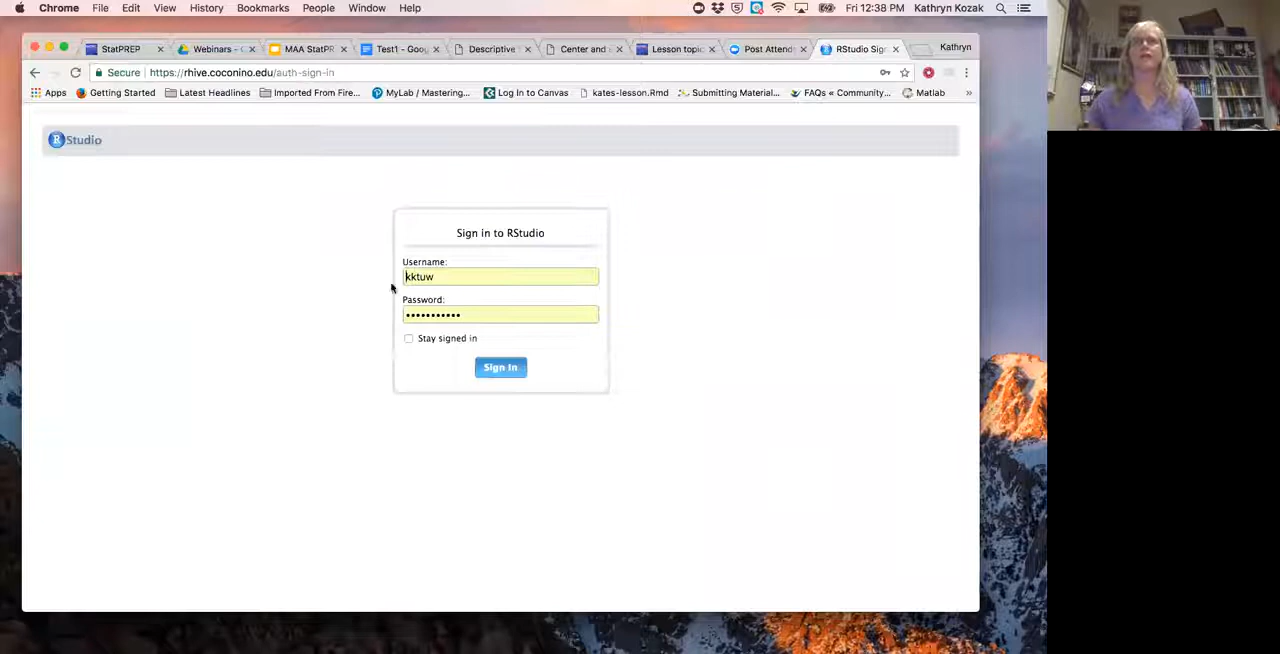 Chrome File Edit View History Bookmarks People Window Help Fri 12:38 PM Kathryn Kozak
StatPREP Webinars - C MAA StatPR Test1 - Goo Descriptive Center and Lesson topic Post Attend RStudio Sig Kathryn
Secure https://rhive.coconino.edu/auth-sign-in
Apps Getting Started Latest Headlines Imported From Fire... MyLab / Mastering... Log In to Canvas kates-lesson.Rmd Submitting Material... FAQs « Community... Matlab »
R Studio
Sign in to RStudio
Username:
kktuw
Password:
•••••••••••
Stay signed in
Sign In